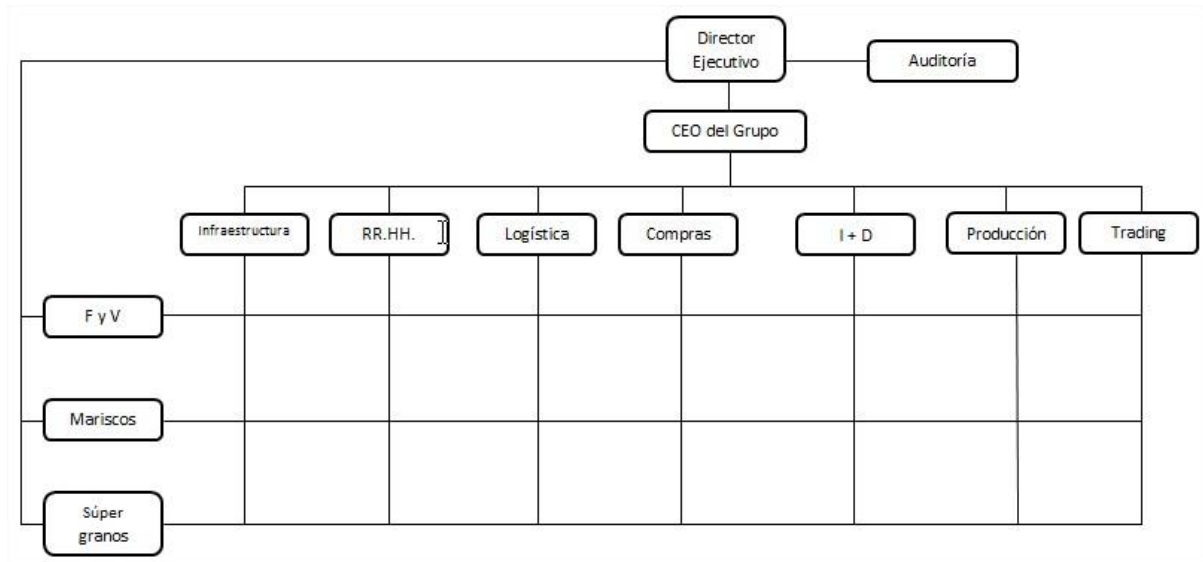 Director
Ejecutivo
Auditoría
CEO del Grupo
Infraestructura
RR.HH.
Logística
Compras
I + D
Producción
Trading
F y V
Mariscos
Súper
granos